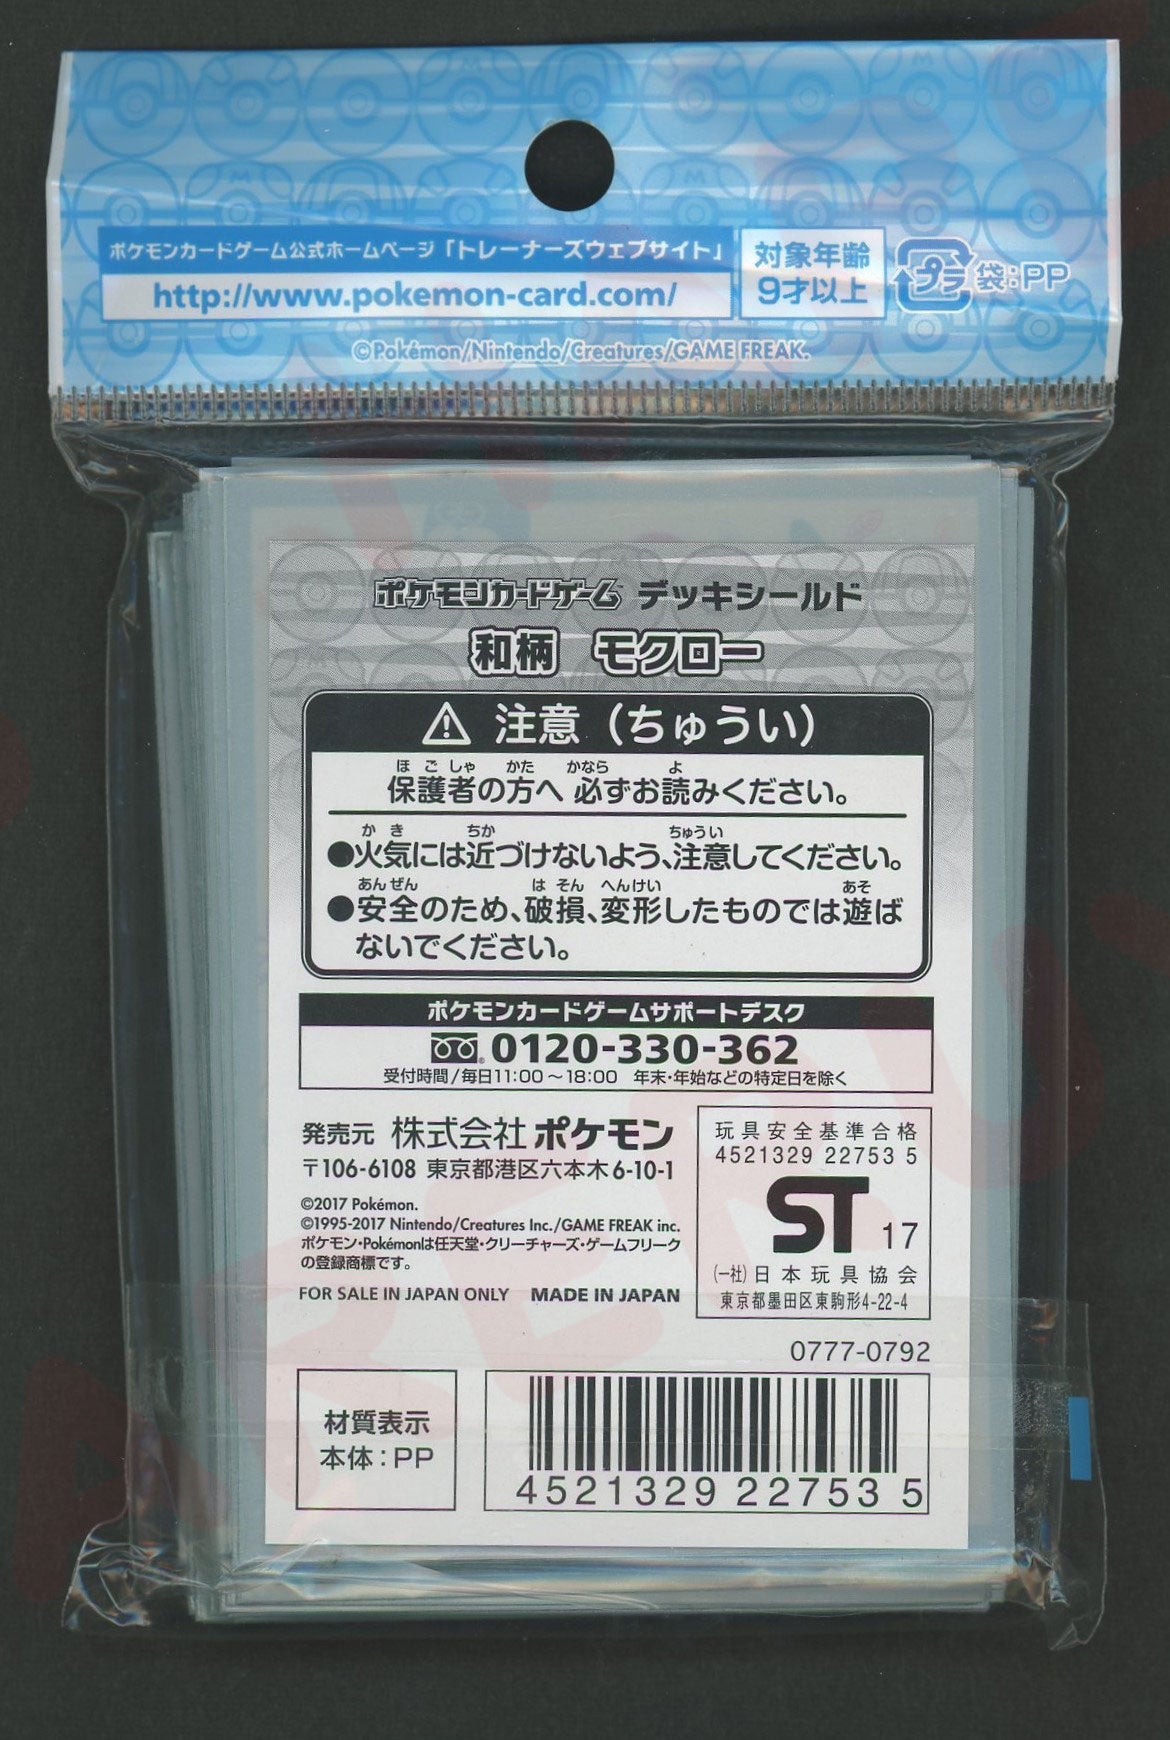 ポケモンカードゲーム公式ホームページ「トレーナーズウェブサイト」
http://www.pokemon-card.com/
対象年齢
9才以上
プラ 袋:PP
©Pokémon/Nintendo/Creatures/GAME FREAK.
ポケモンカードゲーム デッキシールド
和柄 モクロー
⚠ 注意（ちゅうい）
ほごしゃ かた かなら よ
保護者の方へ 必ずお読みください。
かき ちか ちゅうい
●火気には近づけないよう、注意してください。
あんぜん はそん へんけい あそ
●安全のため、破損、変形したものでは遊ば
ないでください。
ポケモンカードゲームサポートデスク
0120-330-362
受付時間/毎日11:00～18:00 年末・年始などの特定日を除く
発売元 株式会社ポケモン
〒106-6108 東京都港区六本木6-10-1
©2017 Pokémon.
©1995-2017 Nintendo/Creatures Inc./GAME FREAK inc.
ポケモン・Pokémonは任天堂・クリーチャーズ・ゲームフリーク
の登録商標です。
FOR SALE IN JAPAN ONLY MADE IN JAPAN
玩具安全基準合格
4521329 22753 5
ST 17
(一社)日本玩具協会
東京都墨田区東駒形4-22-4
0777-0792
材質表示
本体:PP
4521329 227535